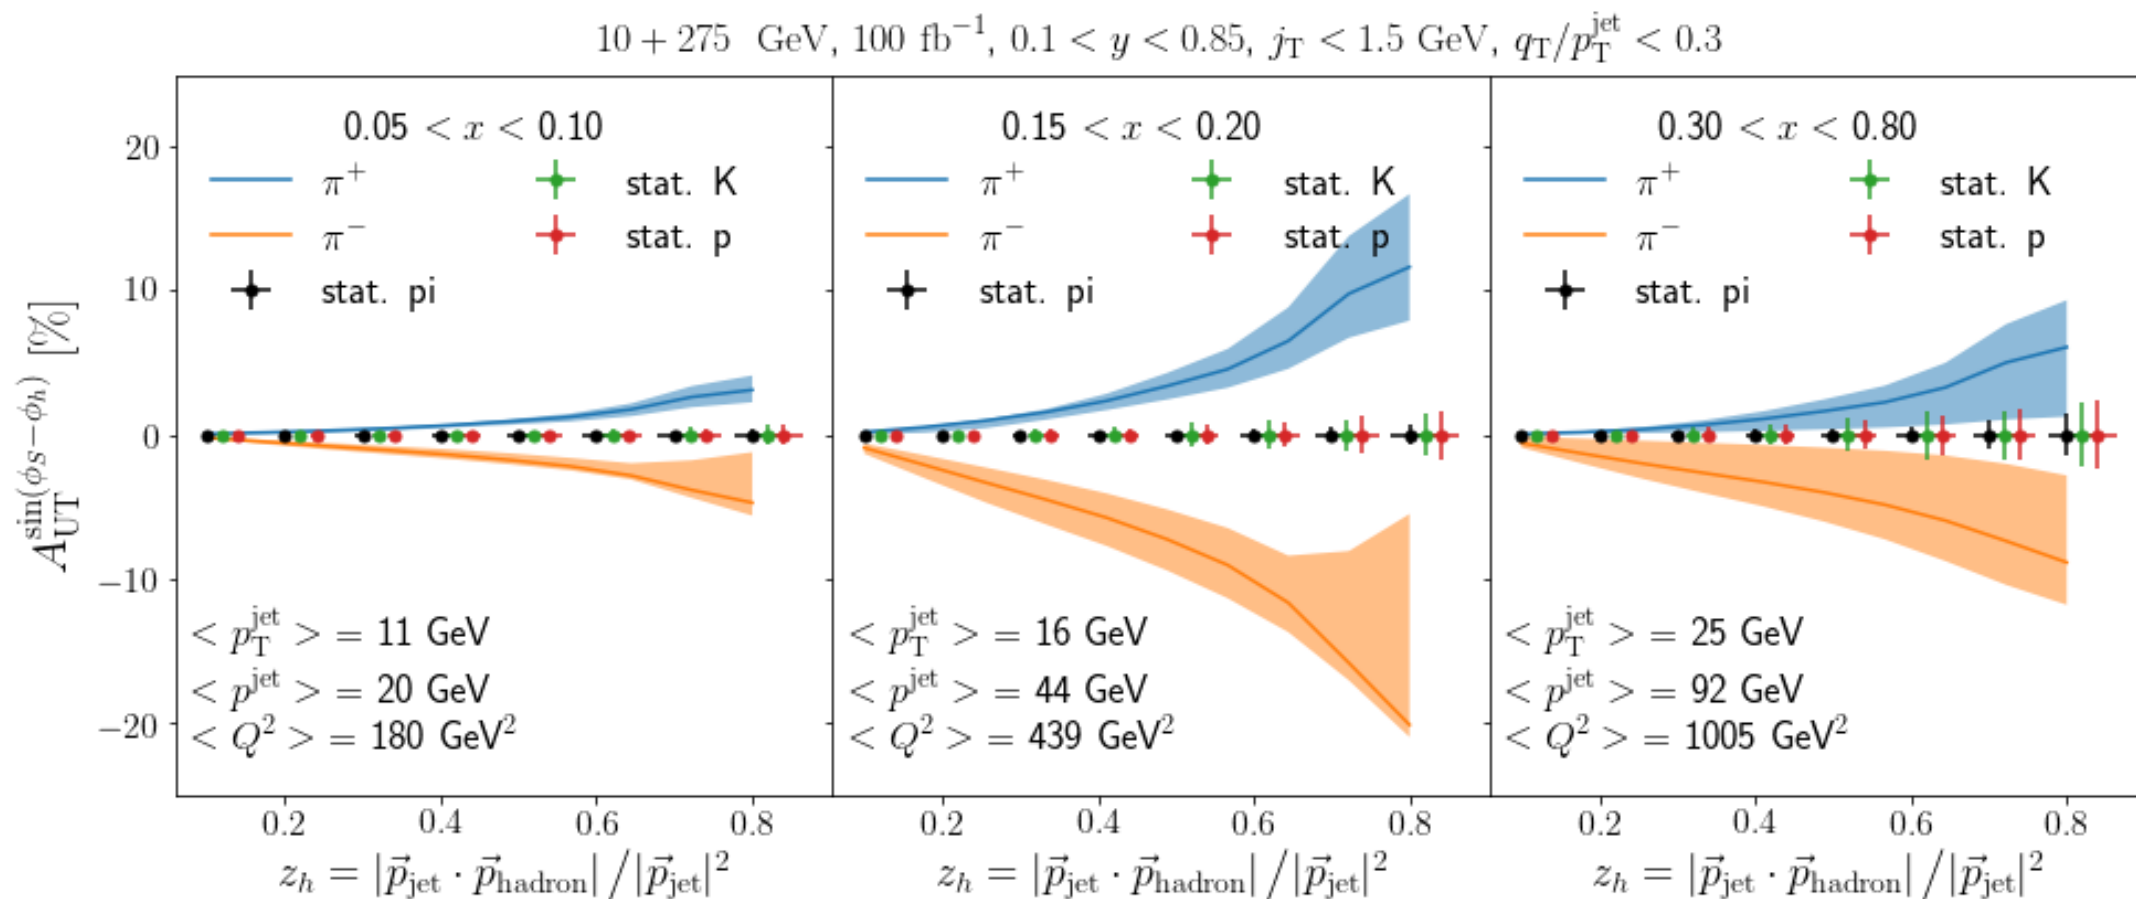 10 + 275 GeV, 100 fb⁻¹, 0.1 < y < 0.85, j_T < 1.5 GeV, q_T/p_T^jet < 0.3
A_UT^sin(ϕ_S−ϕ_h) [%]
20
10
0
−10
−20
0.05 < x < 0.10
π⁺
π⁻
stat. pi
stat. K
stat. p
< p_T^jet > = 11 GeV
< p^jet > = 20 GeV
< Q² > = 180 GeV²
0.2 0.4 0.6 0.8
z_h = |p⃗_jet · p⃗_hadron| / |p⃗_jet|²
0.15 < x < 0.20
π⁺
π⁻
stat. pi
stat. K
stat. p
< p_T^jet > = 16 GeV
< p^jet > = 44 GeV
< Q² > = 439 GeV²
0.2 0.4 0.6 0.8
z_h = |p⃗_jet · p⃗_hadron| / |p⃗_jet|²
0.30 < x < 0.80
π⁺
π⁻
stat. pi
stat. K
stat. p
< p_T^jet > = 25 GeV
< p^jet > = 92 GeV
< Q² > = 1005 GeV²
0.2 0.4 0.6 0.8
z_h = |p⃗_jet · p⃗_hadron| / |p⃗_jet|²